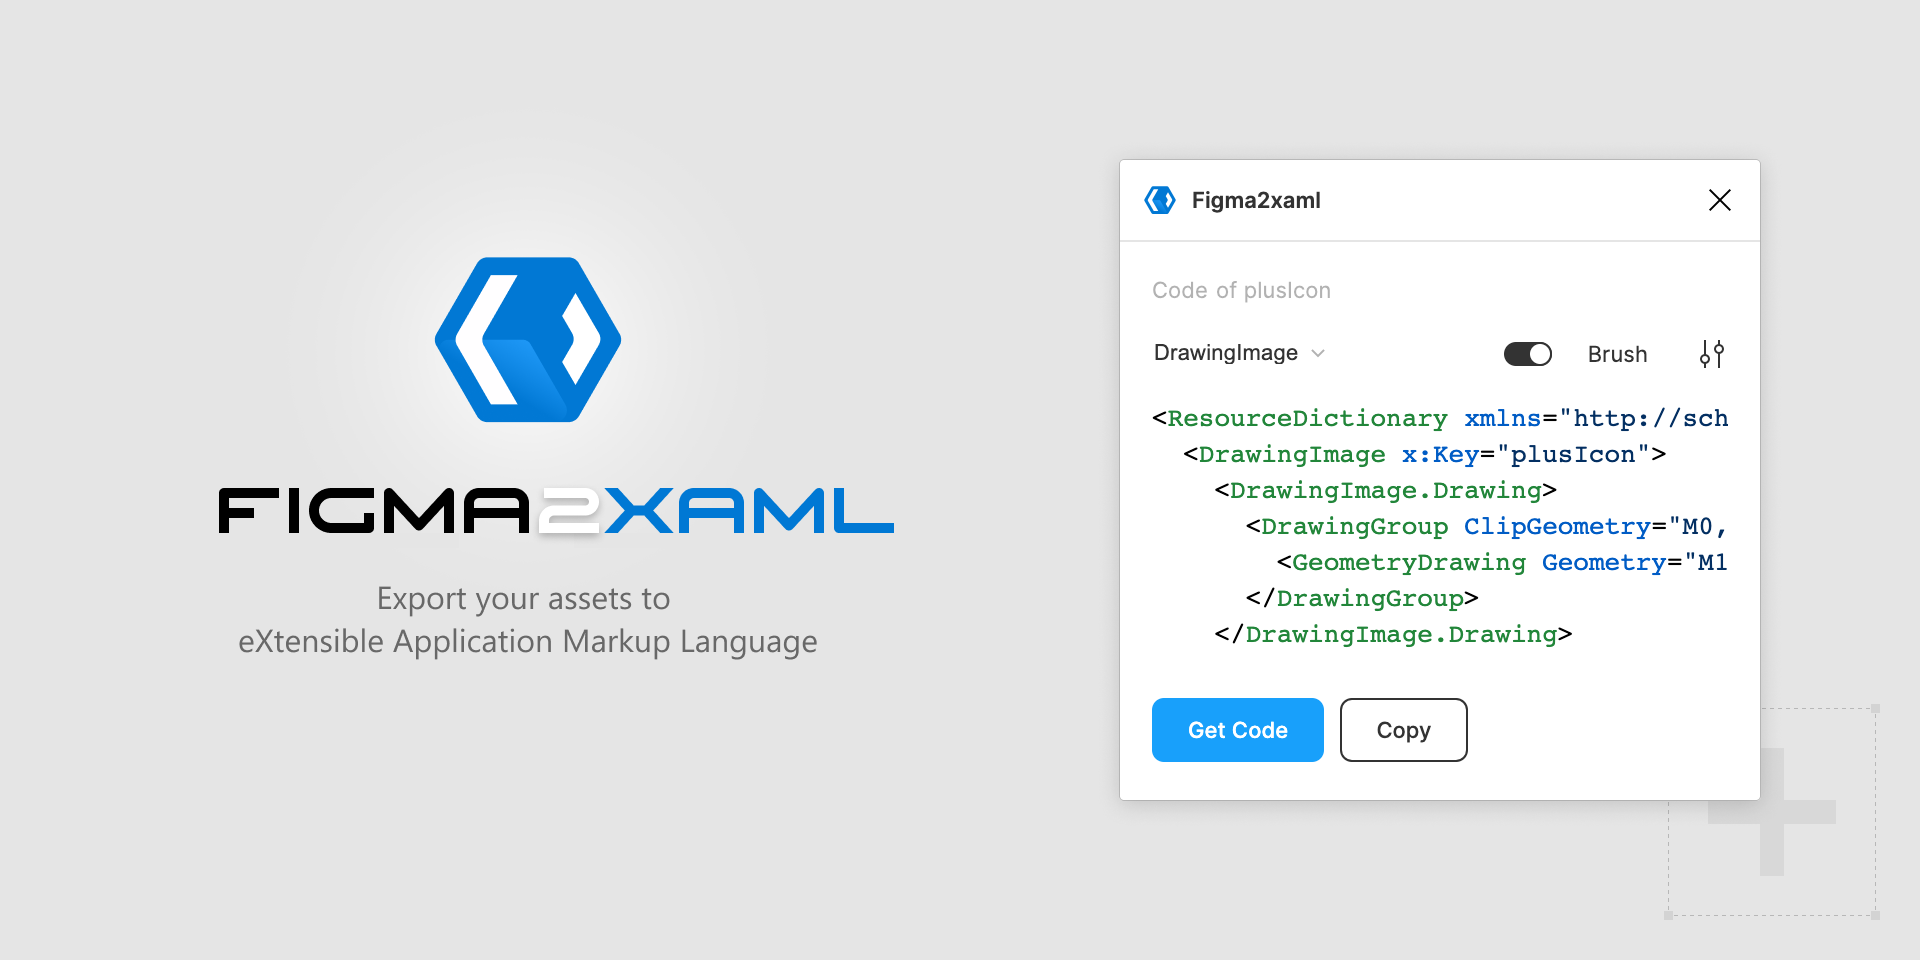 FIGMA2XAML
Export your assets to
eXtensible Application Markup Language
Figma2xaml
Code of plusIcon
DrawingImage
Brush
<ResourceDictionary xmlns="http://sch
<DrawingImage x:Key="plusIcon">
<DrawingImage.Drawing>
<DrawingGroup ClipGeometry="M0,
<GeometryDrawing Geometry="M1
</DrawingGroup>
</DrawingImage.Drawing>
Get Code
Copy